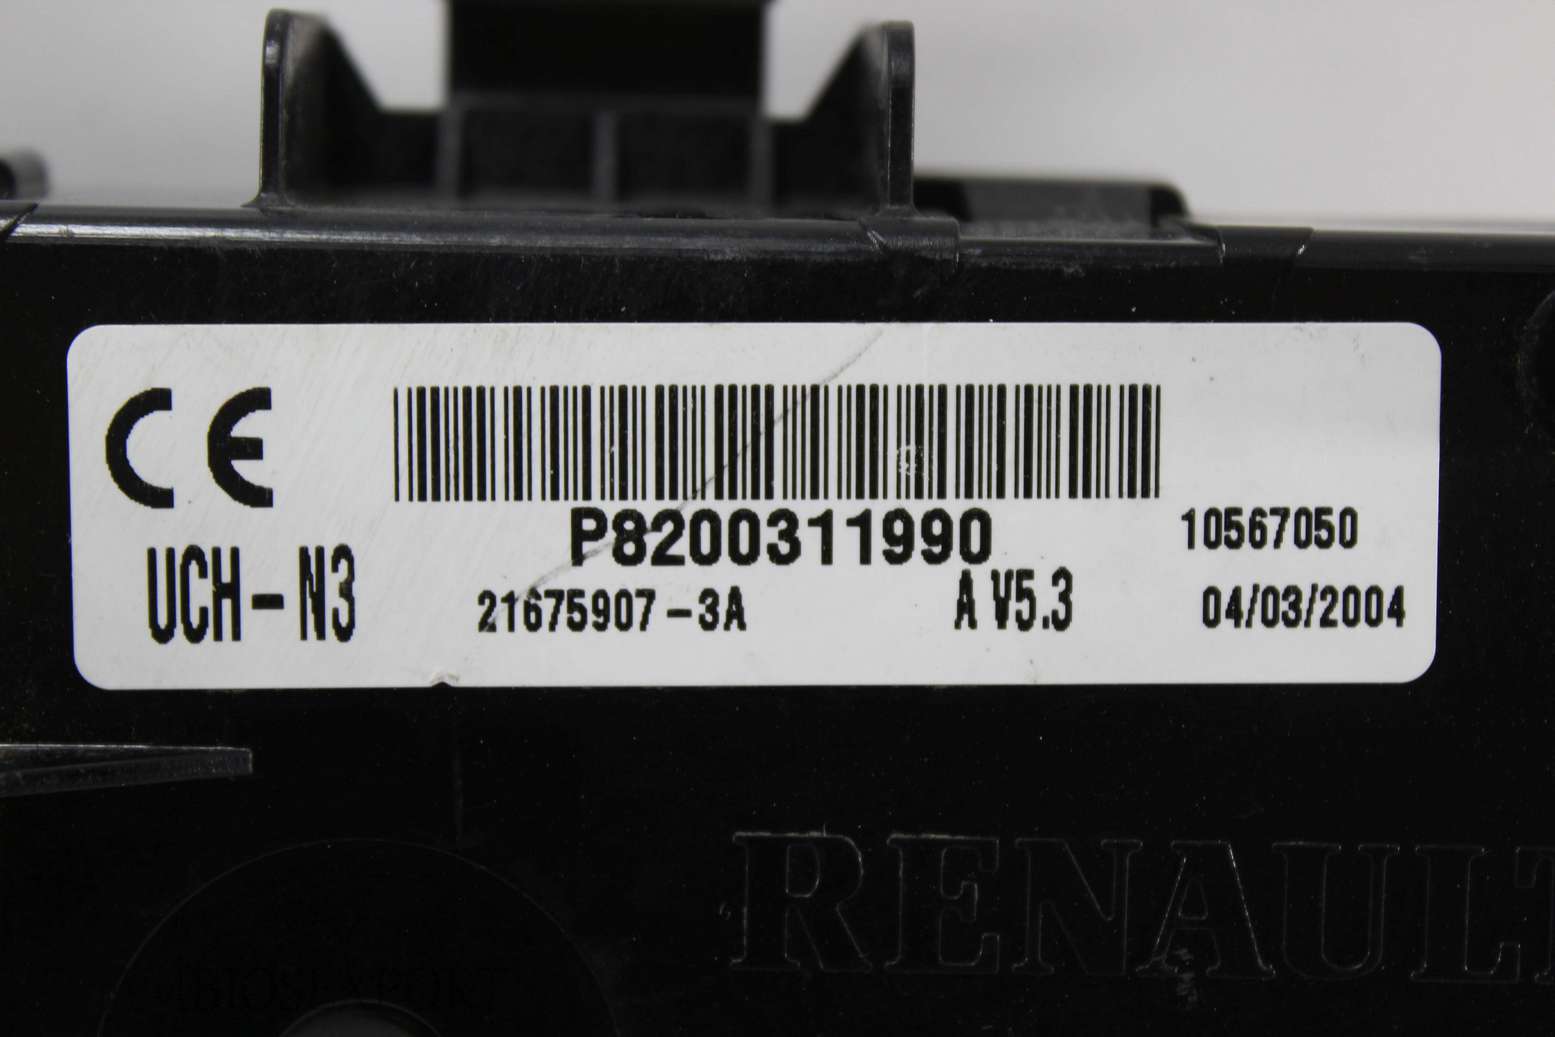 CE
P8200311990
10567050
UCH-N3
21675907-3A
A V5.3
04/03/2004
RENAULT